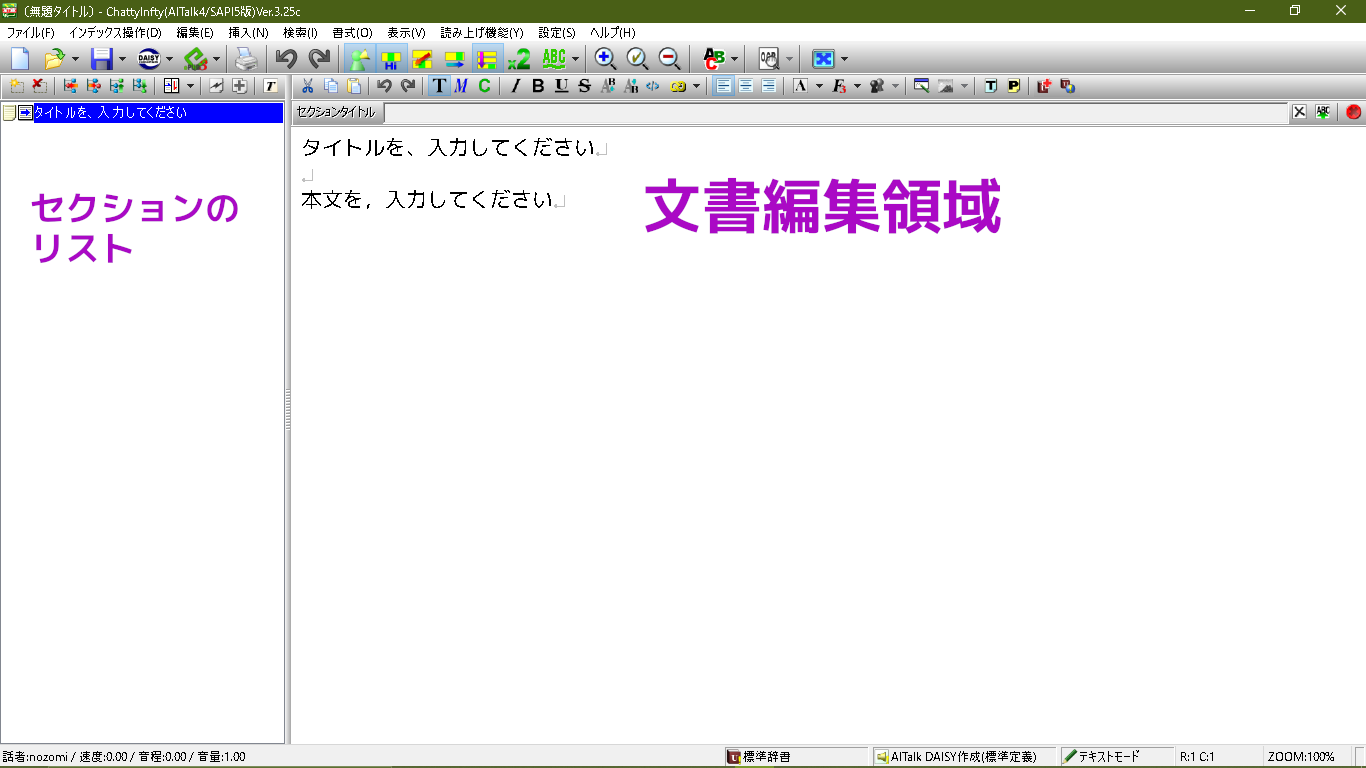 （無題タイトル） - ChattyInfty(AITalk4/SAPI5版)Ver.3.25c
ファイル(F) インデックス操作(D) 編集(E) 挿入(N) 検索(I) 書式(O) 表示(V) 読み上げ機能(Y) 設定(S) ヘルプ(H)
DAISY Hi x2 ABC ABC
T T M C I B U S A T P
タイトルを、入力してください セクションタイトル ABC
タイトルを、入力してください
本文を，入力してください
セクションの
リスト
文書編集領域
話者:nozomi / 速度:0.00 / 音程:0.00 / 音量:1.00 標準辞書 AITalk DAISY作成(標準定義) テキストモード R:1 C:1 ZOOM:100%